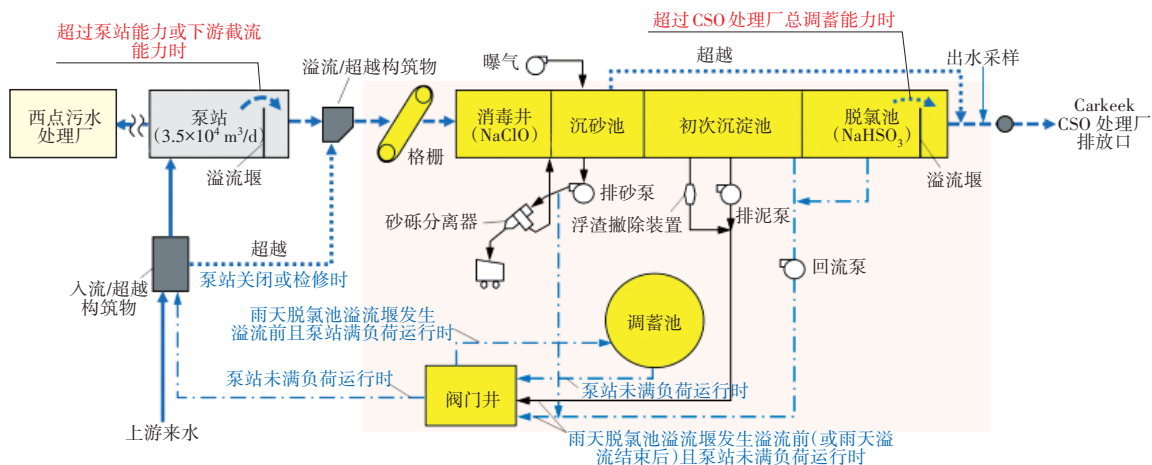 超过泵站能力或下游截流
能力时
溢流/超越构筑物
曝气
超过CSO处理厂总调蓄能力时
超越
出水采样
西点污水
处理厂
泵站
(3.5×10⁴ m³/d)
溢流堰
格栅
消毒井
(NaClO)
沉砂池
初次沉淀池
脱氯池
(NaHSO₃)
溢流堰
Carkeek
CSO 处理厂
排放口
砂砾分离器
排砂泵
浮渣撇除装置
排泥泵
回流泵
超越
泵站关闭或检修时
入流/超越
构筑物
雨天脱氯池溢流堰发生
溢流前且泵站满负荷运行时
调蓄池
泵站未满负荷运行时
阀门井
泵站未满负荷运行时
上游来水
雨天脱氯池溢流堰发生溢流前(或雨天溢
流结束后)且泵站未满负荷运行时